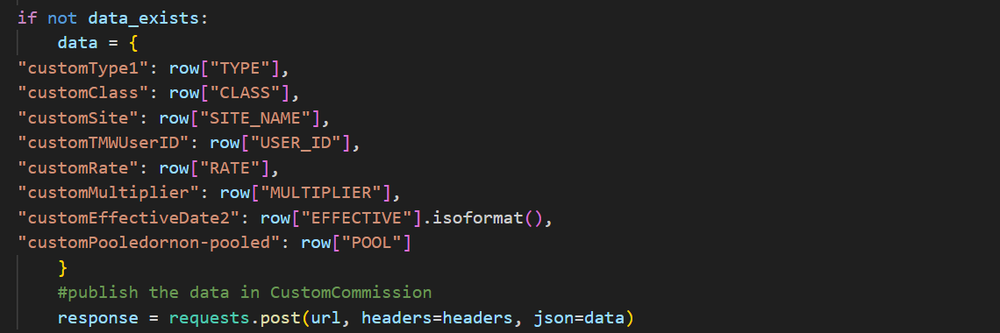 if not data_exists:
    data = {
"customType1": row["TYPE"],
"customClass": row["CLASS"],
"customSite": row["SITE_NAME"],
"customTMWUserID": row["USER_ID"],
"customRate": row["RATE"],
"customMultiplier": row["MULTIPLIER"],
"customEffectiveDate2": row["EFFECTIVE"].isoformat(),
"customPooledornon-pooled": row["POOL"]
    }
    #publish the data in CustomCommission
    response = requests.post(url, headers=headers, json=data)